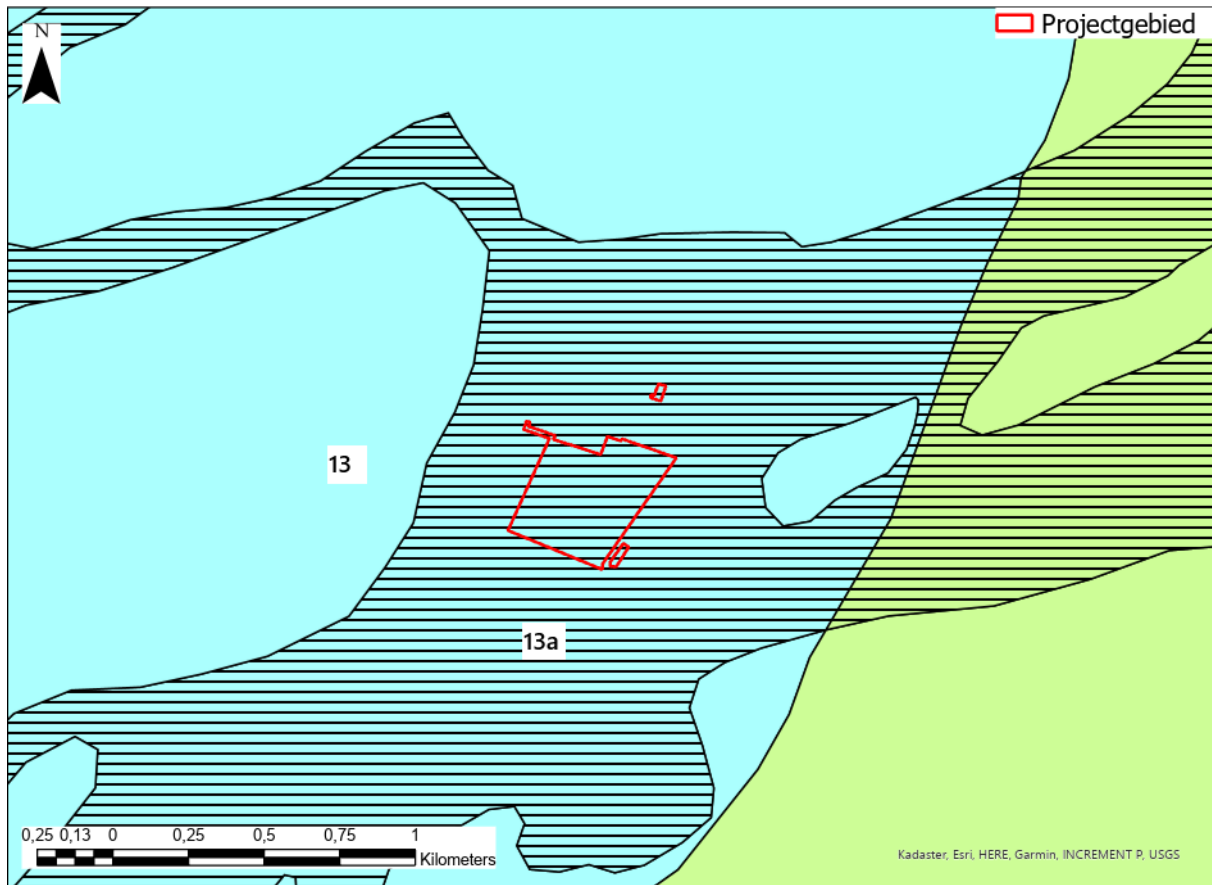 N
Projectgebied
13
13a
0,25 0,13 0 0,25 0,5 0,75 1
Kilometers
Kadaster, Esri, HERE, Garmin, INCREMENT P, USGS